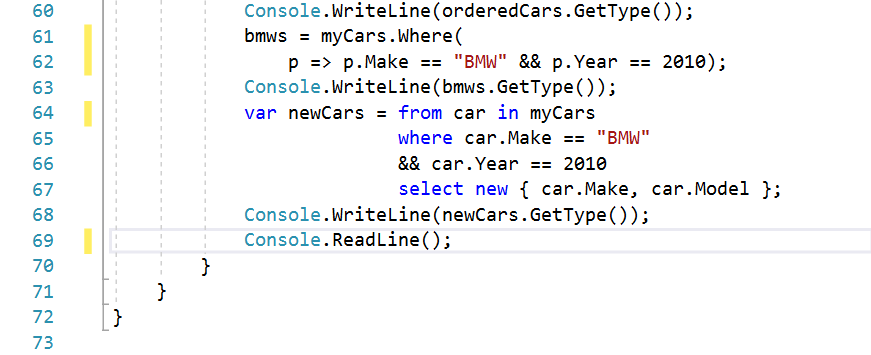 60 Console.WriteLine(orderedCars.GetType());
61 bmws = myCars.Where(
62 p => p.Make == "BMW" && p.Year == 2010);
63 Console.WriteLine(bmws.GetType());
64 var newCars = from car in myCars
65 where car.Make == "BMW"
66 && car.Year == 2010
67 select new { car.Make, car.Model };
68 Console.WriteLine(newCars.GetType());
69 Console.ReadLine();
70 }
71 }
72 }
73